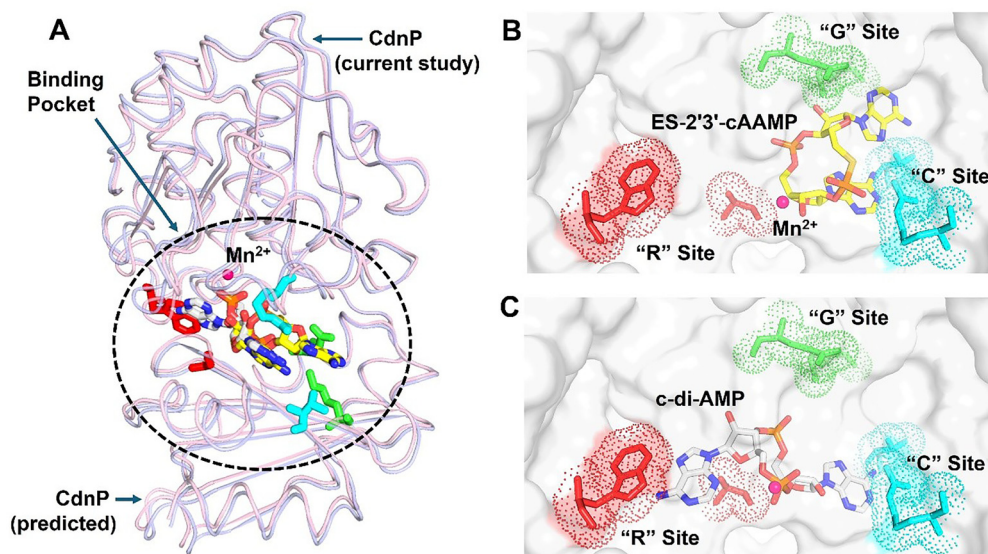 A
CdnP
(current study)
Binding
Pocket
Mn²⁺
CdnP
(predicted)
B
“G” Site
ES-2'3'-cAAMP
“C” Site
Mn²⁺
“R” Site
C
“G” Site
c-di-AMP
“C” Site
“R” Site